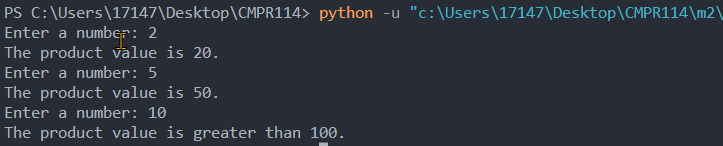 PS C:\Users\17147\Desktop\CMPR114> python -u "c:\Users\17147\Desktop\CMPR114\m2\
Enter a number: 2
The product value is 20.
Enter a number: 5
The product value is 50.
Enter a number: 10
The product value is greater than 100.